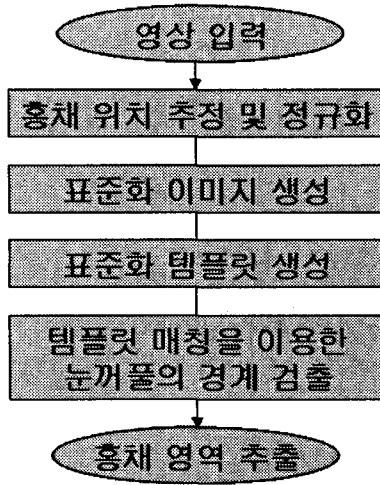 영상 입력
홍채 위치 추정 및 정규화
표준화 이미지 생성
표준화 템플릿 생성
템플릿 매칭을 이용한
눈꺼풀의 경계 검출
홍채 영역 추출